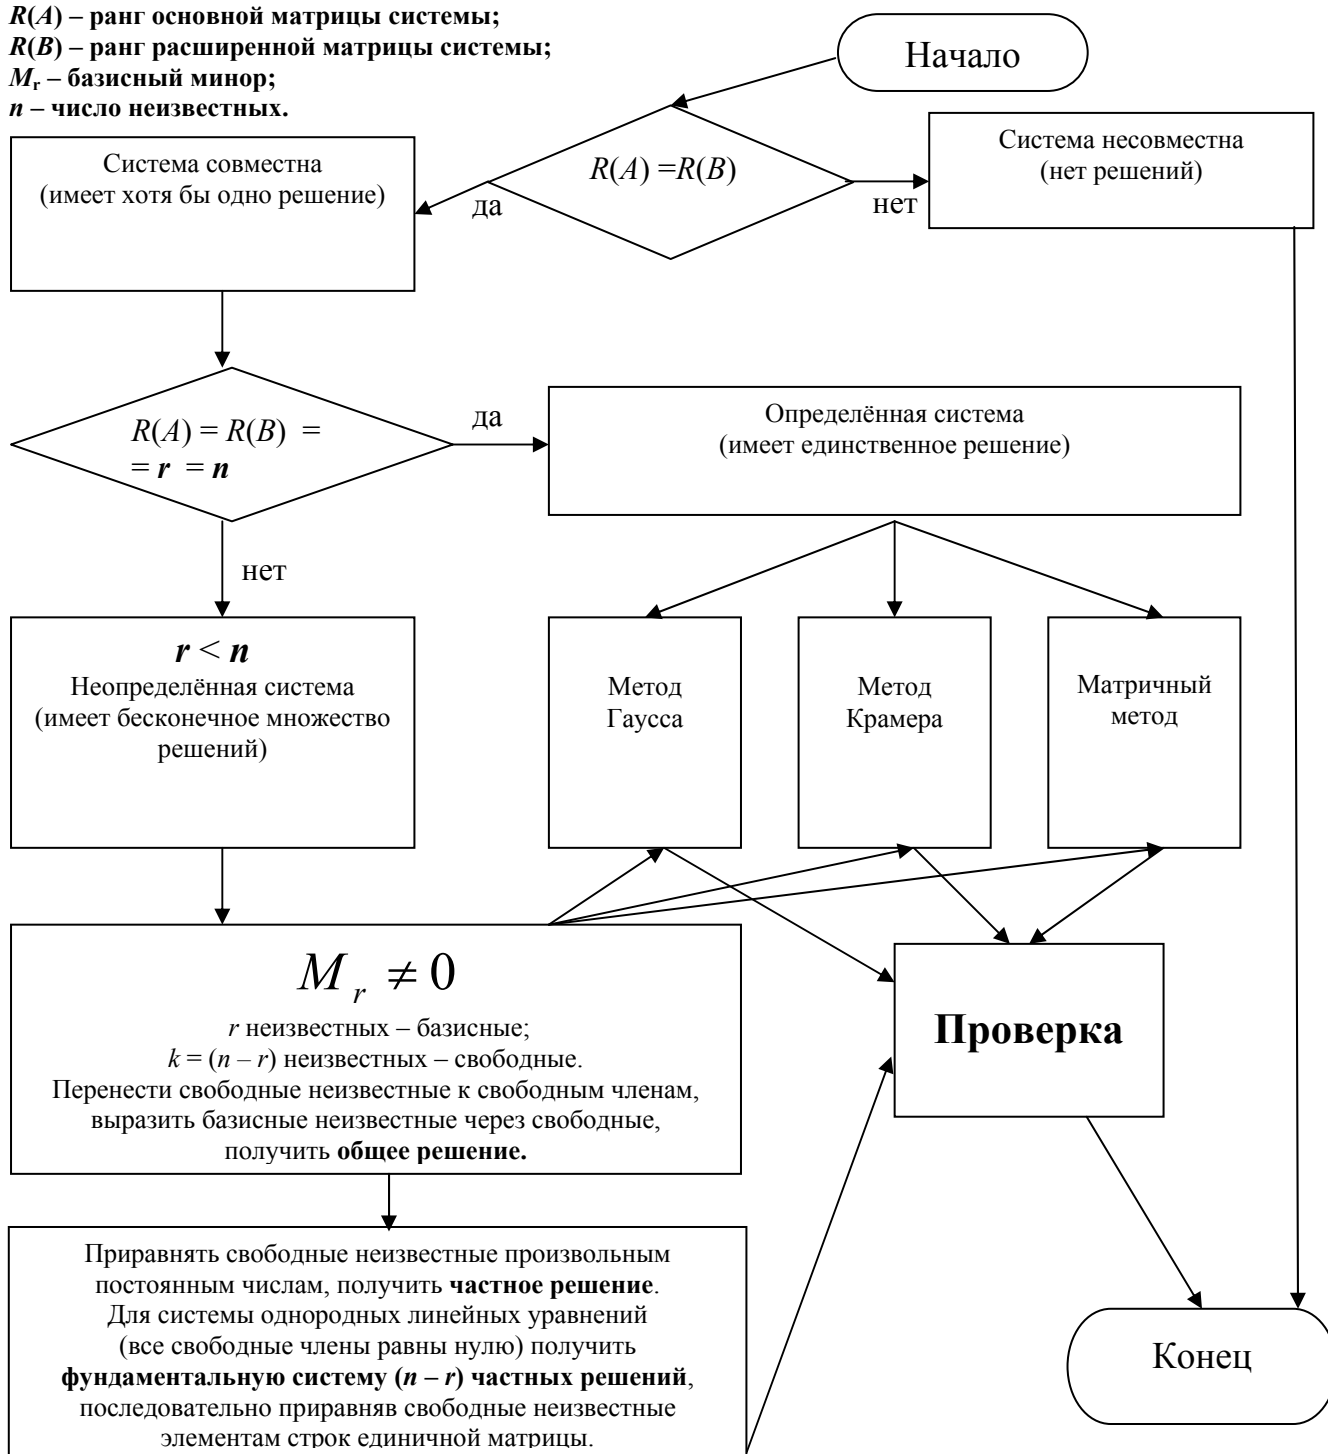 R(A) – ранг основной матрицы системы;
R(B) – ранг расширенной матрицы системы;
Mr – базисный минор;
n – число неизвестных.
Начало
R(A) =R(B)
да
нет
Система совместна
(имеет хотя бы одно решение)
Система несовместна
(нет решений)
R(A) = R(B) =
= r = n
да
нет
Определённая система
(имеет единственное решение)
r < n
Неопределённая система
(имеет бесконечное множество
решений)
Метод
Гаусса
Метод
Крамера
Матричный
метод
M r ≠ 0
r неизвестных – базисные;
k = (n – r) неизвестных – свободные.
Перенести свободные неизвестные к свободным членам,
выразить базисные неизвестные через свободные,
получить общее решение.
Проверка
Приравнять свободные неизвестные произвольным
постоянным числам, получить частное решение.
Для системы однородных линейных уравнений
(все свободные члены равны нулю) получить
фундаментальную систему (n – r) частных решений,
последовательно приравняв свободные неизвестные
элементам строк единичной матрицы.
Конец